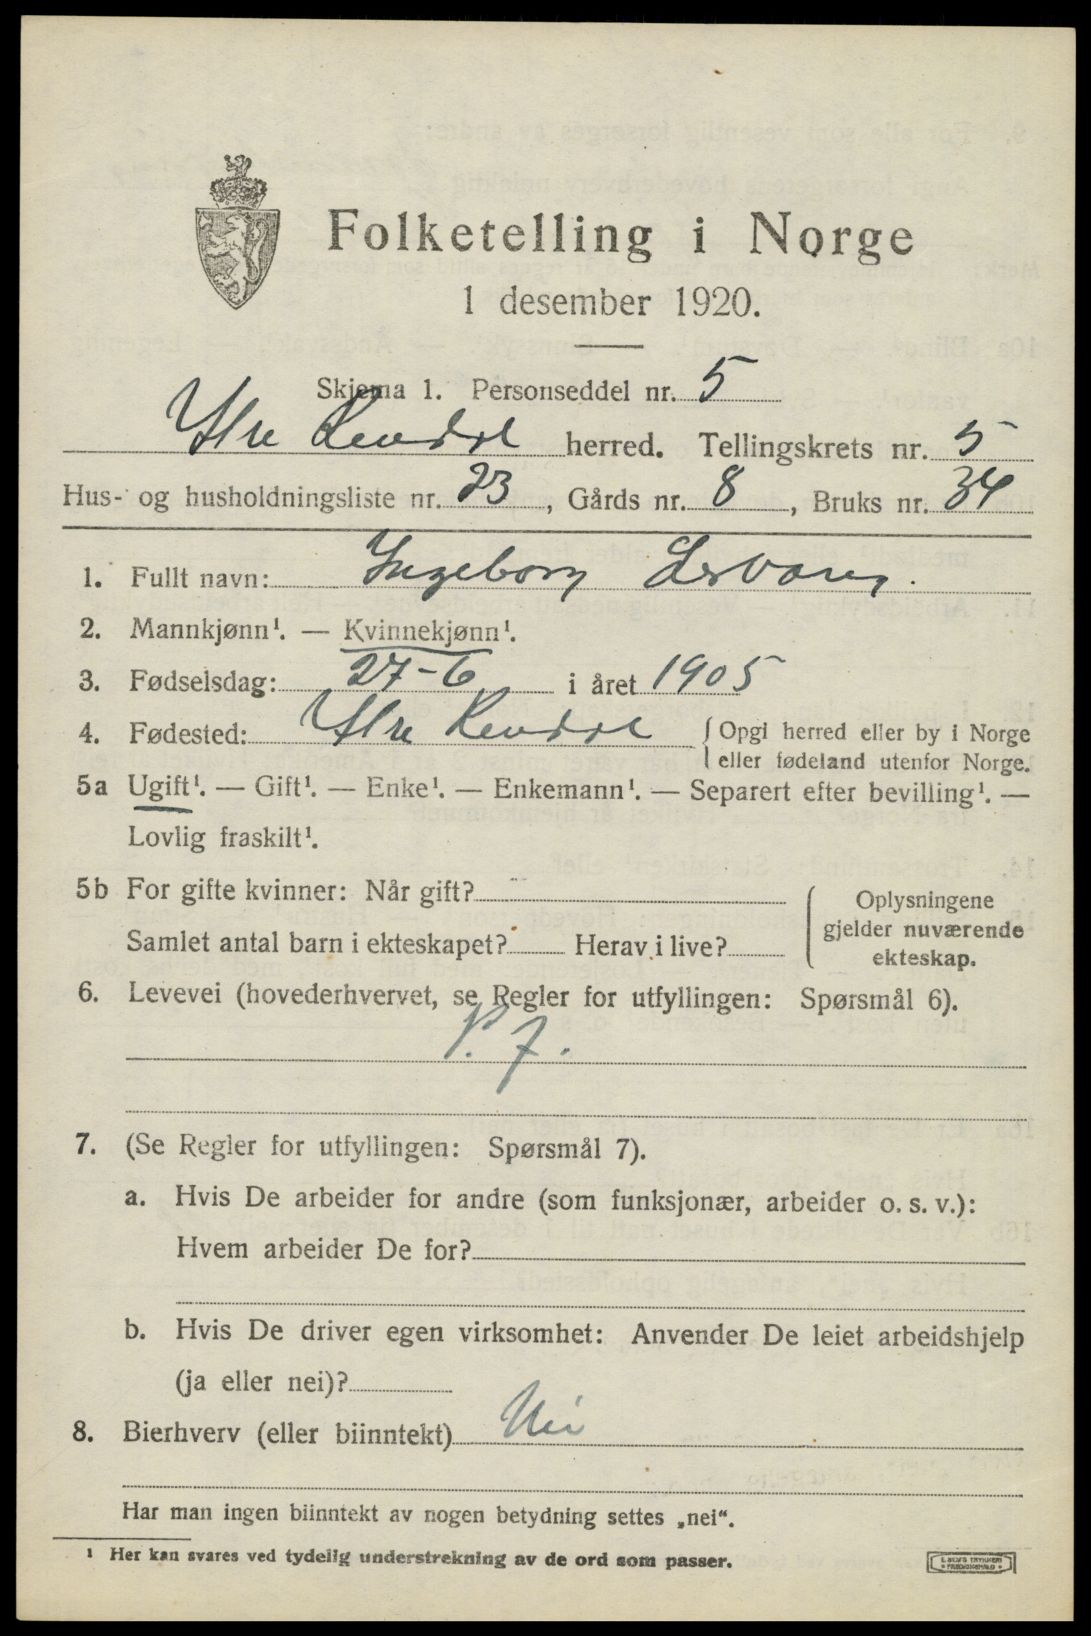 Folketelling i Norge
1 desember 1920.
Skjema 1. Personseddel nr. 5
Ytre Rendal herred. Tellingskrets nr. 5
Hus- og husholdningsliste nr. 23, Gårds nr. 8, Bruks nr. 34
1. Fullt navn: Ingeborg
2. Mannkjønn¹. — Kvinnekjønn¹.
3. Fødselsdag: 27-6 i året 1905
4. Fødested: Ytre Rendal {Opgi herred eller by i Norge
eller fødeland utenfor Norge.
5a Ugift¹. — Gift¹. — Enke¹. — Enkemann¹. — Separert efter bevilling¹. —
Lovlig fraskilt¹.
5b For gifte kvinner: Når gift? {Oplysningene
gjelder nuværende
ekteskap.
Samlet antal barn i ekteskapet? Herav i live?
6. Levevei (hovederhvervet, se Regler for utfyllingen: Spørsmål 6).
7. (Se Regler for utfyllingen: Spørsmål 7).
a. Hvis De arbeider for andre (som funksjonær, arbeider o. s. v.):
Hvem arbeider De for?
b. Hvis De driver egen virksomhet: Anvender De leiet arbeidshjelp
(ja eller nei)?
8. Bierhverv (eller biinntekt) Nei
Har man ingen biinntekt av nogen betydning settes „nei“.
¹ Her kan svares ved tydelig understrekning av de ord som passer.